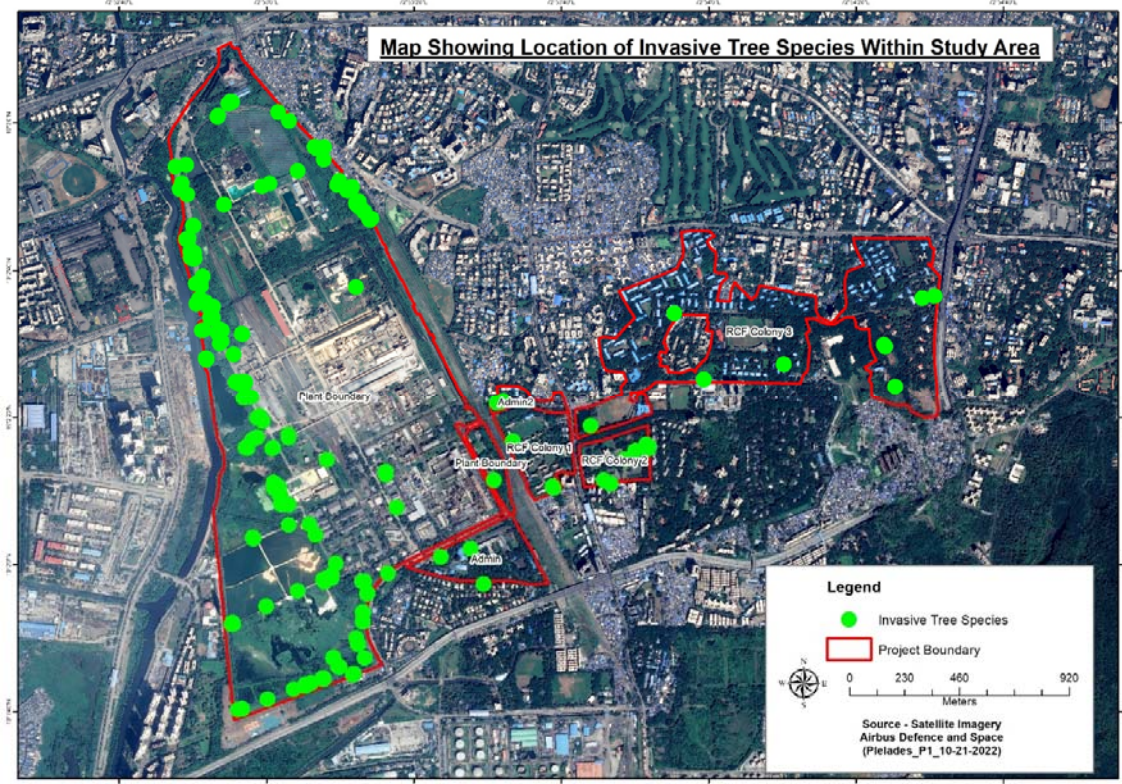 Map Showing Location of Invasive Tree Species Within Study Area
RCF Colony 3
Plant Boundary
Admin2
RCF Colony 1
RCF Colony 2
Plant Boundary
Admin
Legend
Invasive Tree Species
Project Boundary
N
W E
S
0 230 460 920
Meters
Source - Satellite Imagery
Airbus Defence and Space
(Pleiades_P1_10-21-2022)